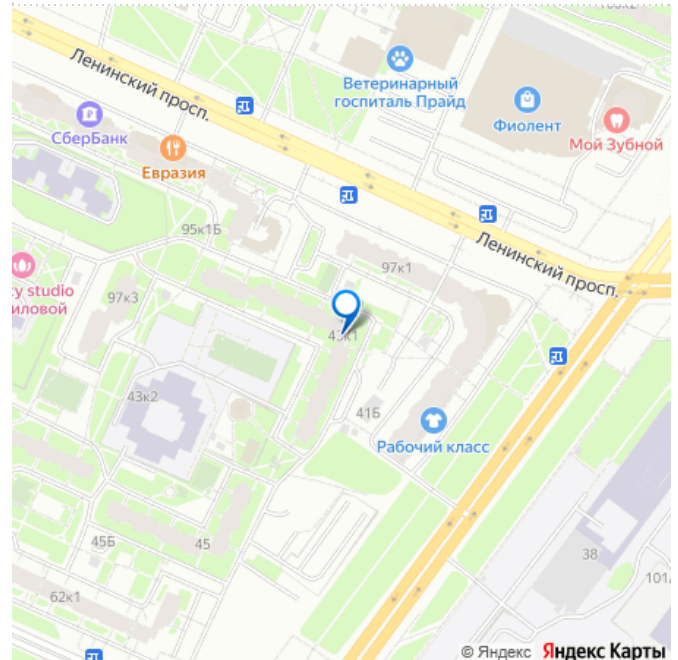 Ленинский просп.
Ветеринарный
госпиталь Прайд
Фиолент
Мой Зубной
СберБанк
Евразия
95к1Б
97к1
Ленинский просп.
studio
97к3
43к1
43к2
41Б
Рабочий класс
45Б
45
38
62к1
© Яндекс Яндекс Карты